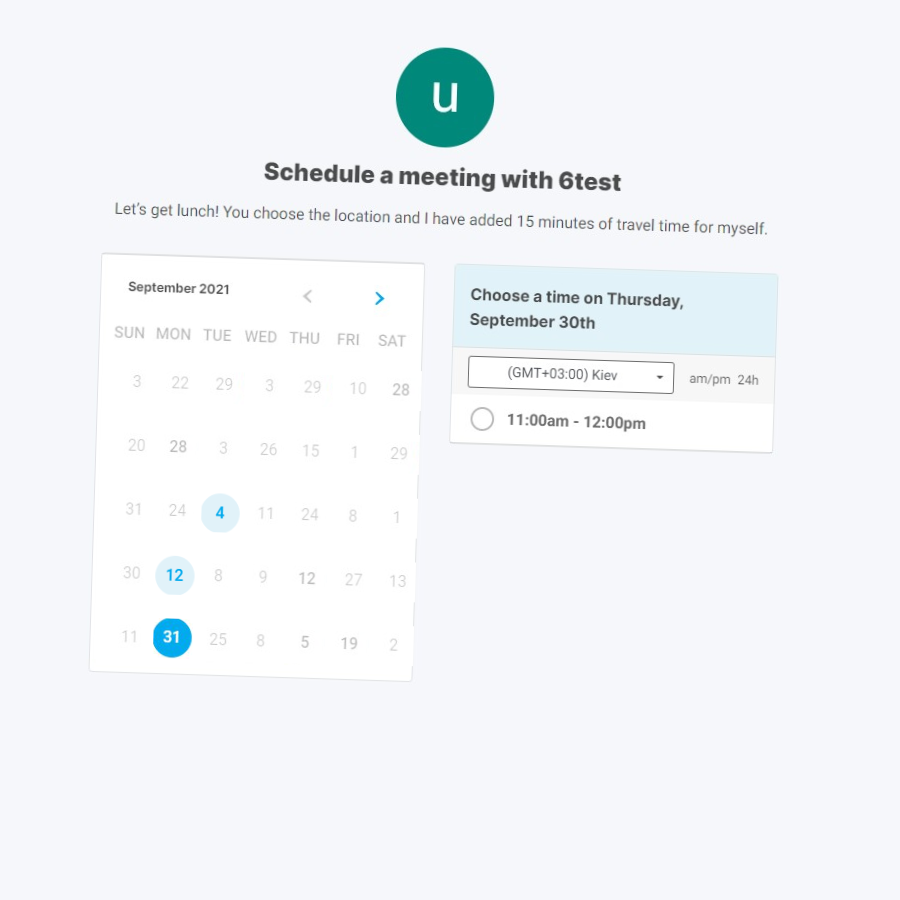 u
Schedule a meeting with 6test
Let's get lunch! You choose the location and I have added 15 minutes of travel time for myself.
September 2021
SUN MON TUE WED THU FRI SAT
3 22 29 3 29 10 28
20 28 3 26 15 1 29
31 24 4 11 24 8 1
30 12 8 9 12 27 13
11 31 25 8 5 19 2
Choose a time on Thursday,
September 30th
(GMT+03:00) Kiev am/pm 24h
11:00am - 12:00pm